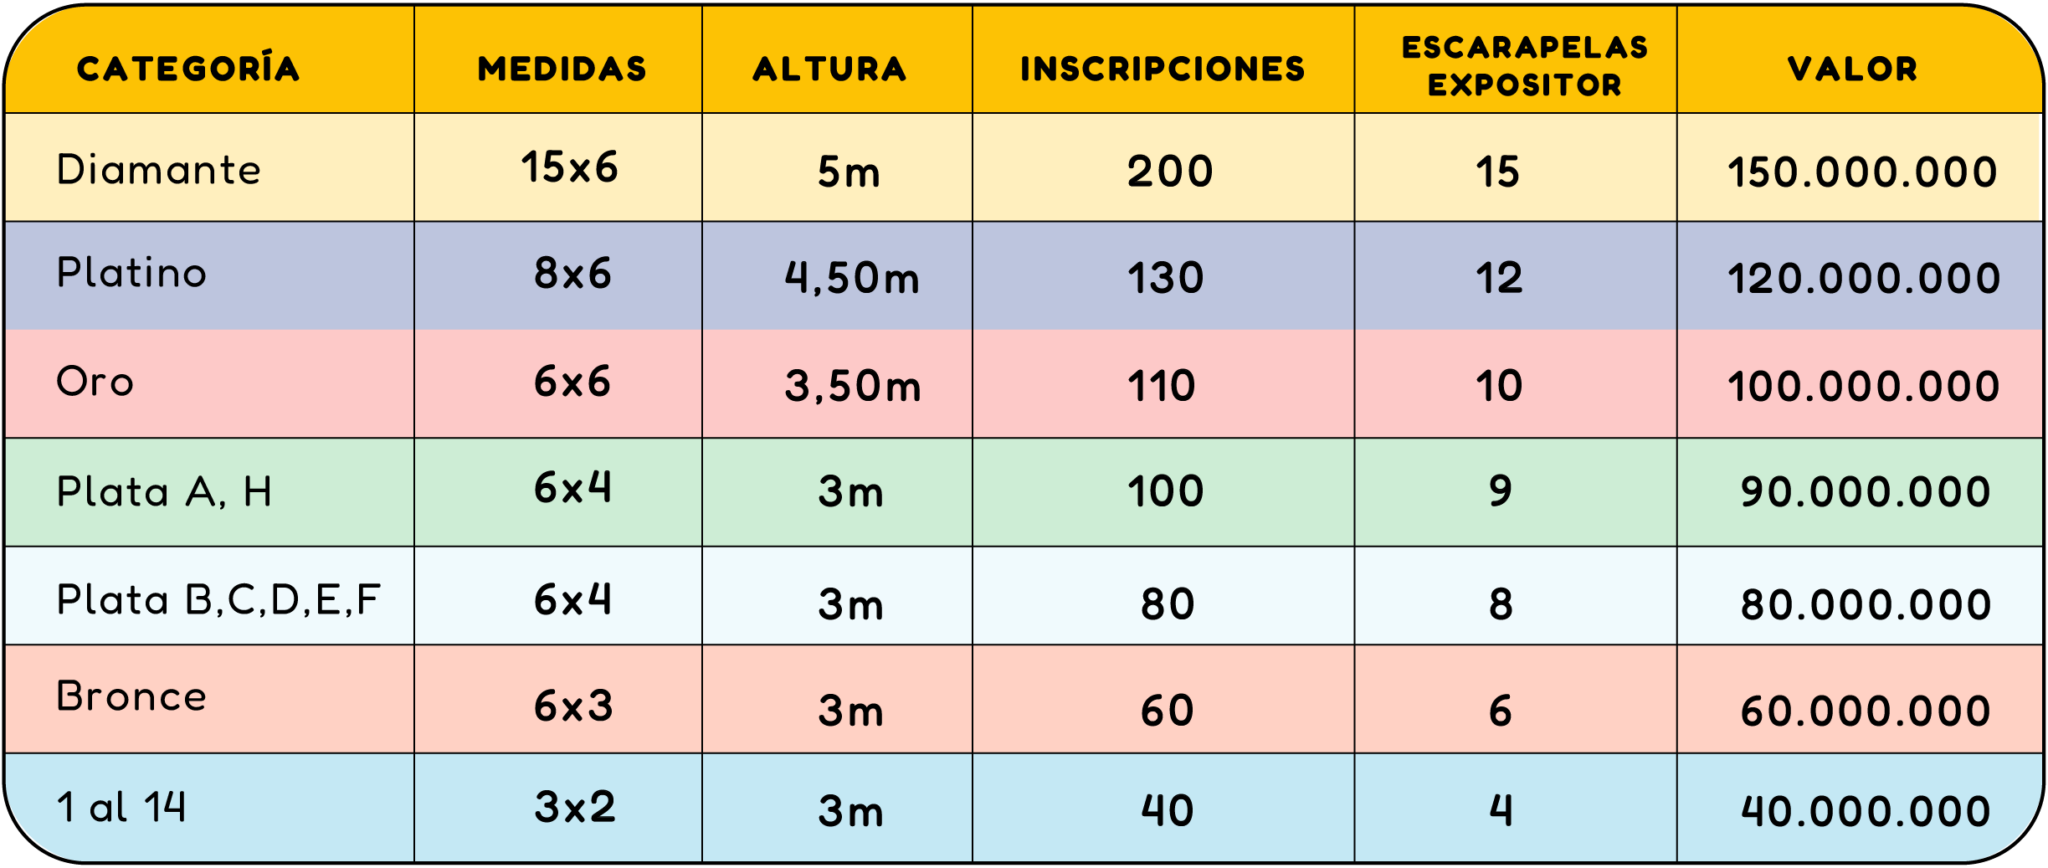 CATEGORÍA MEDIDAS ALTURA INSCRIPCIONES ESCARAPELAS EXPOSITOR VALOR
Diamante 15x6 5m 200 15 150.000.000
Platino 8x6 4,50m 130 12 120.000.000
Oro 6x6 3,50m 110 10 100.000.000
Plata A, H 6x4 3m 100 9 90.000.000
Plata B,C,D,E,F 6x4 3m 80 8 80.000.000
Bronce 6x3 3m 60 6 60.000.000
1 al 14 3x2 3m 40 4 40.000.000